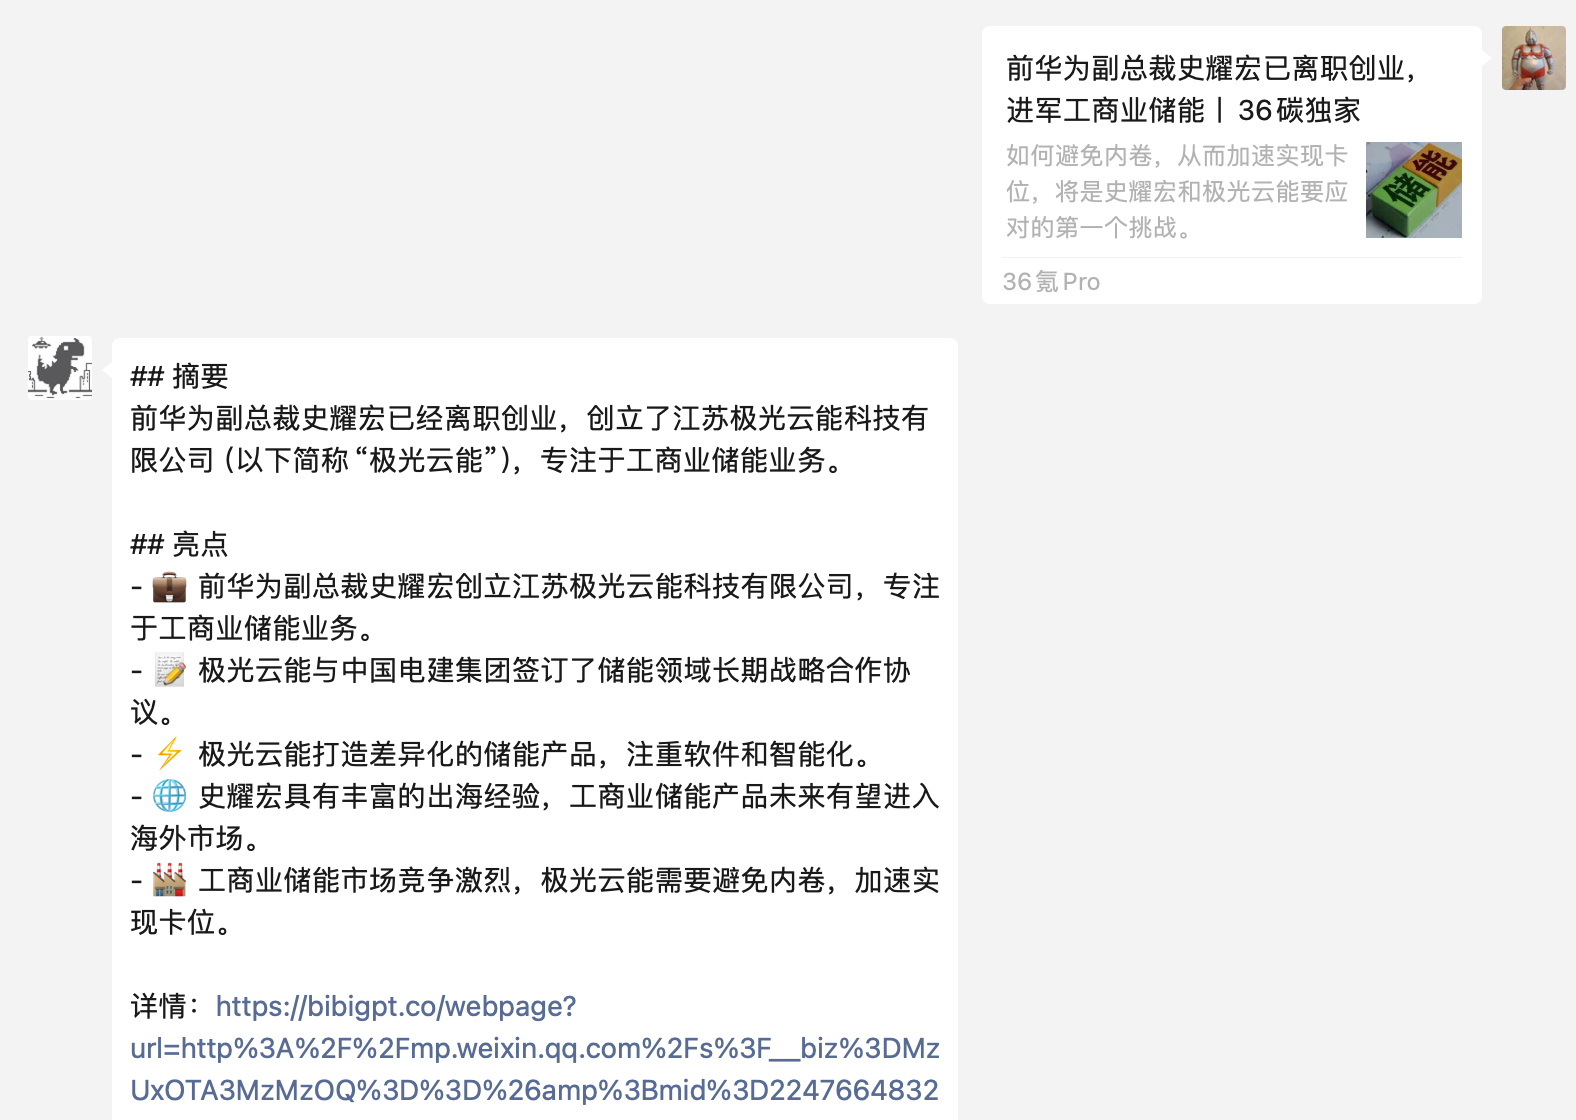 前华为副总裁史耀宏已离职创业，
进军工商业储能丨36碳独家
如何避免内卷，从而加速实现卡
位，将是史耀宏和极光云能要应
对的第一个挑战。
储能
36氪Pro
## 摘要
前华为副总裁史耀宏已经离职创业，创立了江苏极光云能科技有
限公司（以下简称“极光云能”），专注于工商业储能业务。
## 亮点
- 💼 前华为副总裁史耀宏创立江苏极光云能科技有限公司，专注
于工商业储能业务。
- 📝 极光云能与中国电建集团签订了储能领域长期战略合作协
议。
- ⚡ 极光云能打造差异化的储能产品，注重软件和智能化。
- 🌐 史耀宏具有丰富的出海经验，工商业储能产品未来有望进入
海外市场。
- 🏭 工商业储能市场竞争激烈，极光云能需要避免内卷，加速实
现卡位。
详情：https://bibigpt.co/webpage?
url=http%3A%2F%2Fmp.weixin.qq.com%2Fs%3F__biz%3DMz
UxOTA3MzMzOQ%3D%3D%26amp%3Bmid%3D2247664832